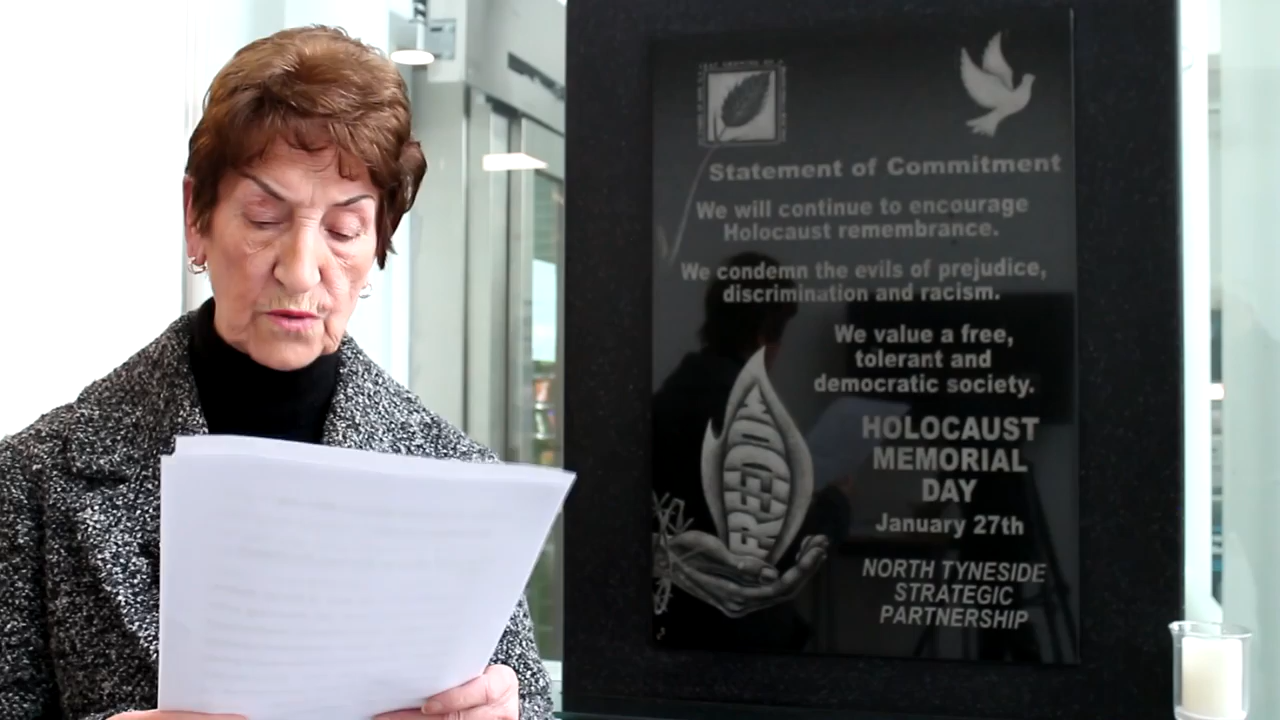 Statement of Commitment
We will continue to encourage
Holocaust remembrance.
We condemn the evils of prejudice,
discrimination and racism.
We value a free,
tolerant and
democratic society.
FREEDOM
HOLOCAUST
MEMORIAL
DAY
January 27th
NORTH TYNESIDE
STRATEGIC
PARTNERSHIP